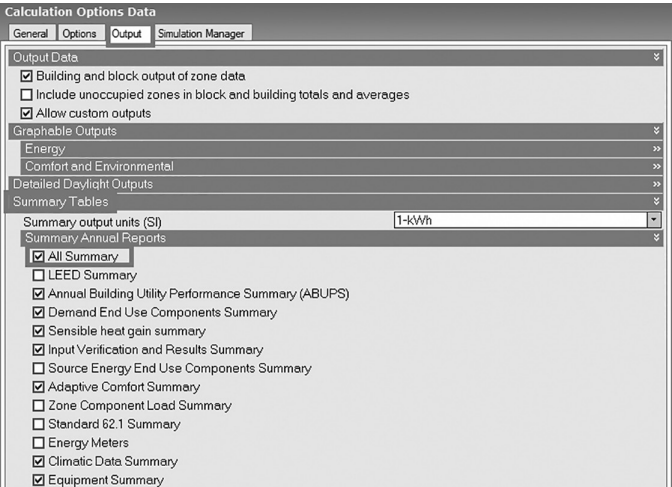 Calculation Options Data
General Options Output Simulation Manager
Output Data
Building and block output of zone data
Include unoccupied zones in block and building totals and averages
Allow custom outputs
Graphable Outputs
Energy
Comfort and Environmental
Detailed Daylight Outputs
Summary Tables
Summary output units (SI) 1-kWh
Summary Annual Reports
All Summary
LEED Summary
Annual Building Utility Performance Summary (ABUPS)
Demand End Use Components Summary
Sensible heat gain summary
Input Verification and Results Summary
Source Energy End Use Components Summary
Adaptive Comfort Summary
Zone Component Load Summary
Standard 62.1 Summary
Energy Meters
Climatic Data Summary
Equipment Summary